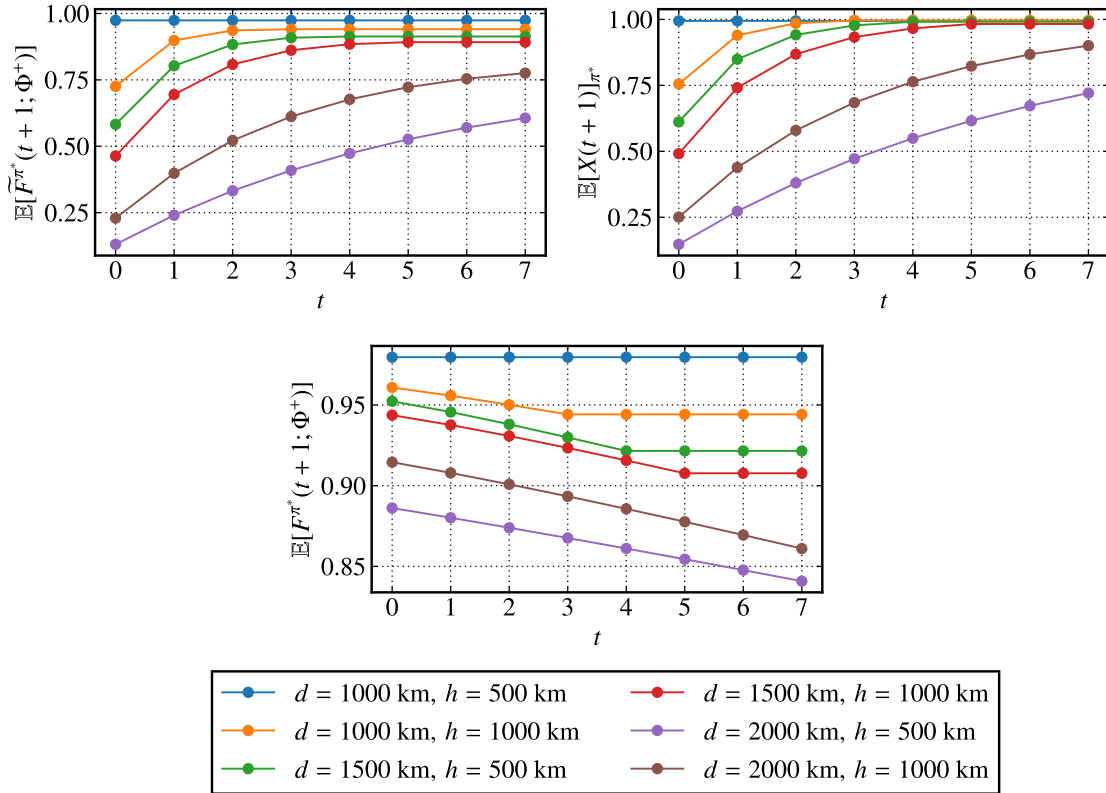 1.00
0.75
0.50
0.25
𝔼[F̃^π*(t + 1; Φ⁺)]
0 1 2 3 4 5 6 7
t
1.00
0.75
0.50
0.25
𝔼[X(t + 1)]_π*
0 1 2 3 4 5 6 7
t
0.95
0.90
0.85
𝔼[F^π*(t + 1; Φ⁺)]
0 1 2 3 4 5 6 7
t
d = 1000 km, h = 500 km
d = 1000 km, h = 1000 km
d = 1500 km, h = 500 km
d = 1500 km, h = 1000 km
d = 2000 km, h = 500 km
d = 2000 km, h = 1000 km